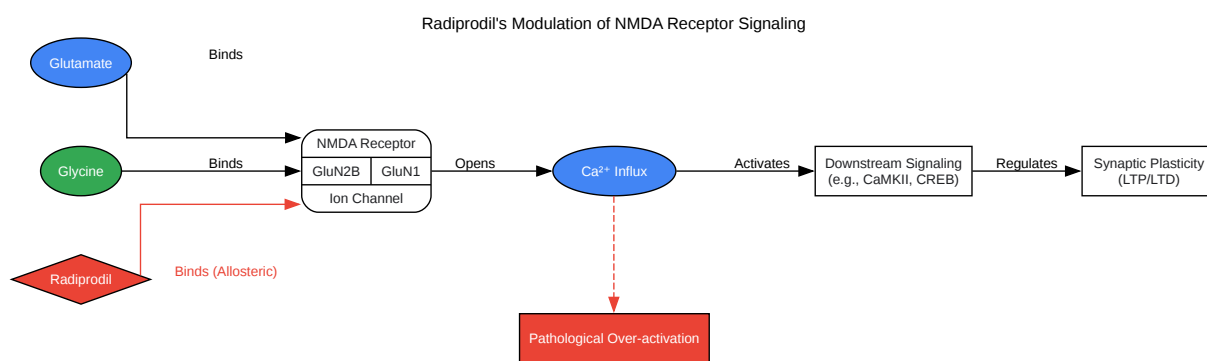 Radiprodil's Modulation of NMDA Receptor Signaling
Glutamate
Binds
NMDA Receptor
Glycine
Binds
GluN2B
GluN1
Ion Channel
Opens
Ca²⁺ Influx
Activates
Downstream Signaling
(e.g., CaMKII, CREB)
Regulates
Synaptic Plasticity
(LTP/LTD)
Radiprodil
Binds (Allosteric)
Pathological Over-activation